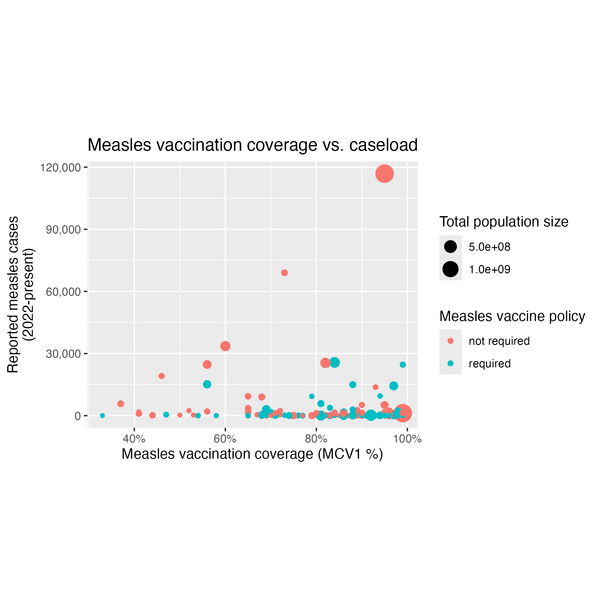 Measles vaccination coverage vs. caseload
Reported measles cases
(2022-present)
120,000
90,000
60,000
30,000
0
40%
60%
80%
100%
Measles vaccination coverage (MCV1 %)
Total population size
5.0e+08
1.0e+09
Measles vaccine policy
not required
required